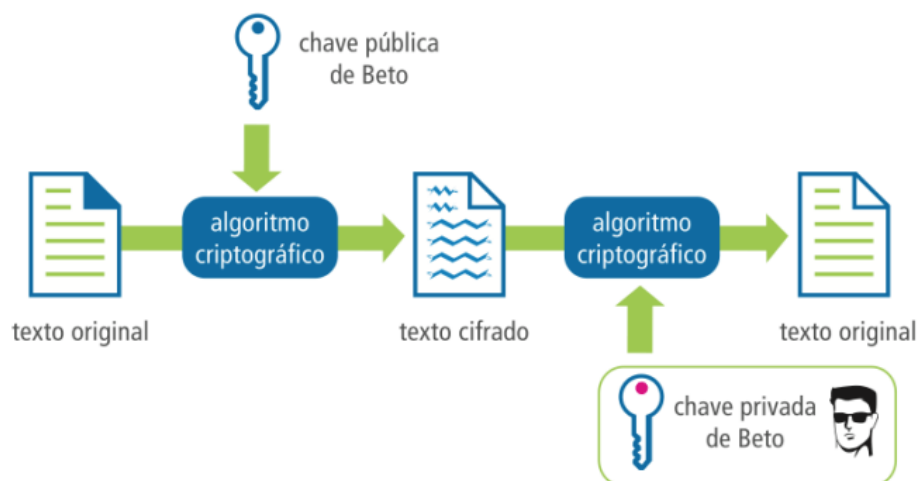 chave pública
de Beto
algoritmo
criptográfico
algoritmo
criptográfico
texto original
texto cifrado
texto original
chave privada
de Beto